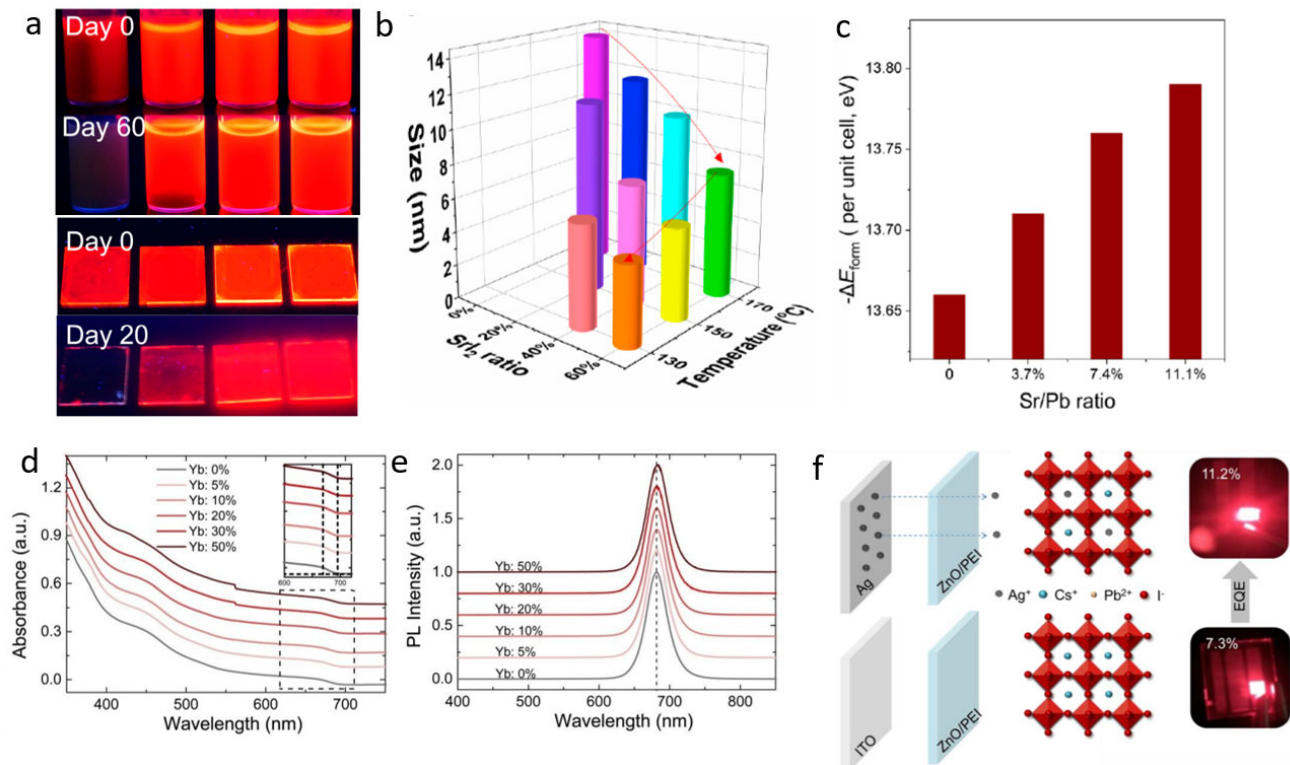 a
Day 0
Day 60
Day 0
Day 20
b
Size (nm)
14
12
10
8
6
4
2
0
0%
20%
40%
60%
SrI2 ratio
130
150
170
Temperature (°C)
c
-ΔEform ( per unit cell, eV)
13.80
13.75
13.70
13.65
0
3.7%
7.4%
11.1%
Sr/Pb ratio
d
Absorbance (a.u.)
1.2
0.9
0.6
0.3
0.0
Yb: 0%
Yb: 5%
Yb: 10%
Yb: 20%
Yb: 30%
Yb: 50%
600
700
400
500
600
700
Wavelength (nm)
e
PL Intensity (a.u.)
2.0
1.5
1.0
0.5
0.0
Yb: 50%
Yb: 30%
Yb: 20%
Yb: 10%
Yb: 5%
Yb: 0%
400
500
600
700
800
Wavelength (nm)
f
Ag
ZnO/PEI
11.2%
Ag⁺ Cs⁺ Pb²⁺ I⁻
EQE
ITO
ZnO/PEI
7.3%